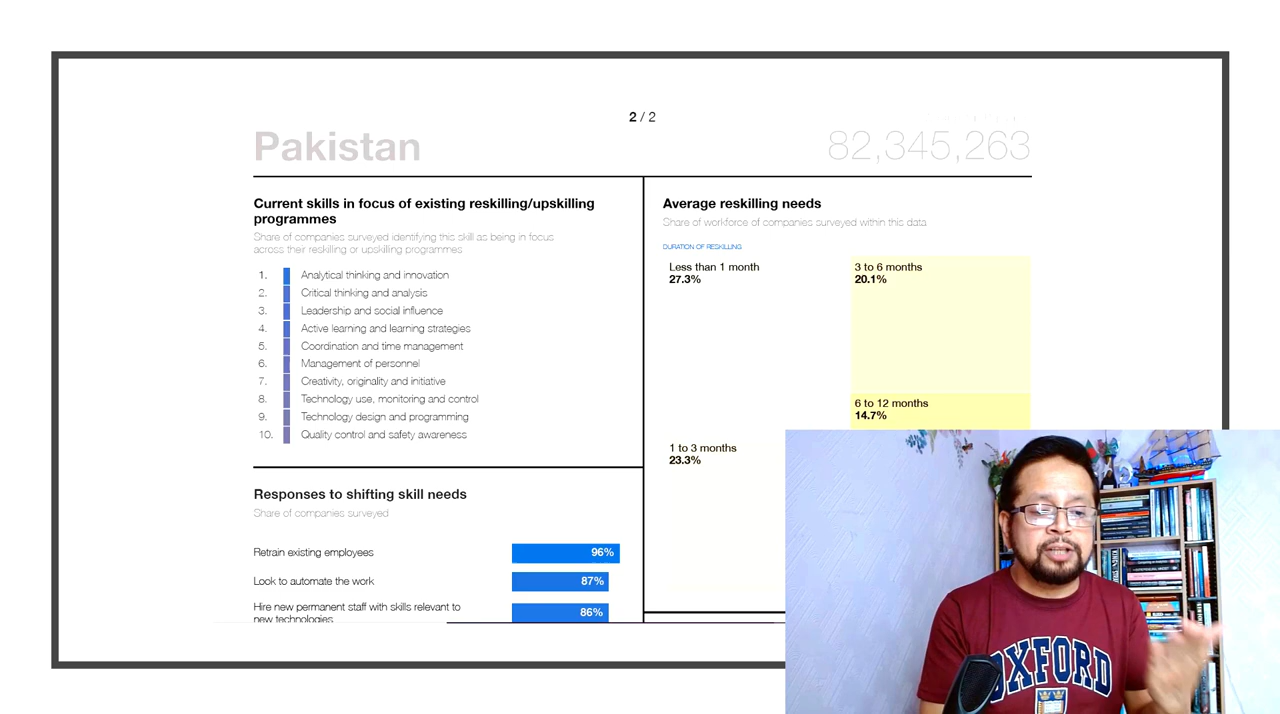 2 / 2
Pakistan
82,345,263
Current skills in focus of existing reskilling/upskilling
programmes
Share of companies surveyed identifying this skill as being in focus
across their reskilling or upskilling programmes
1. Analytical thinking and innovation
2. Critical thinking and analysis
3. Leadership and social influence
4. Active learning and learning strategies
5. Coordination and time management
6. Management of personnel
7. Creativity, originality and initiative
8. Technology use, monitoring and control
9. Technology design and programming
10. Quality control and safety awareness
Responses to shifting skill needs
Share of companies surveyed
Retrain existing employees 96%
Look to automate the work 87%
Hire new permanent staff with skills relevant to
new technologies 86%
Average reskilling needs
Share of workforce of companies surveyed within this data
DURATION OF RESKILLING
Less than 1 month
27.3%
3 to 6 months
20.1%
6 to 12 months
14.7%
1 to 3 months
23.3%
OXFORD